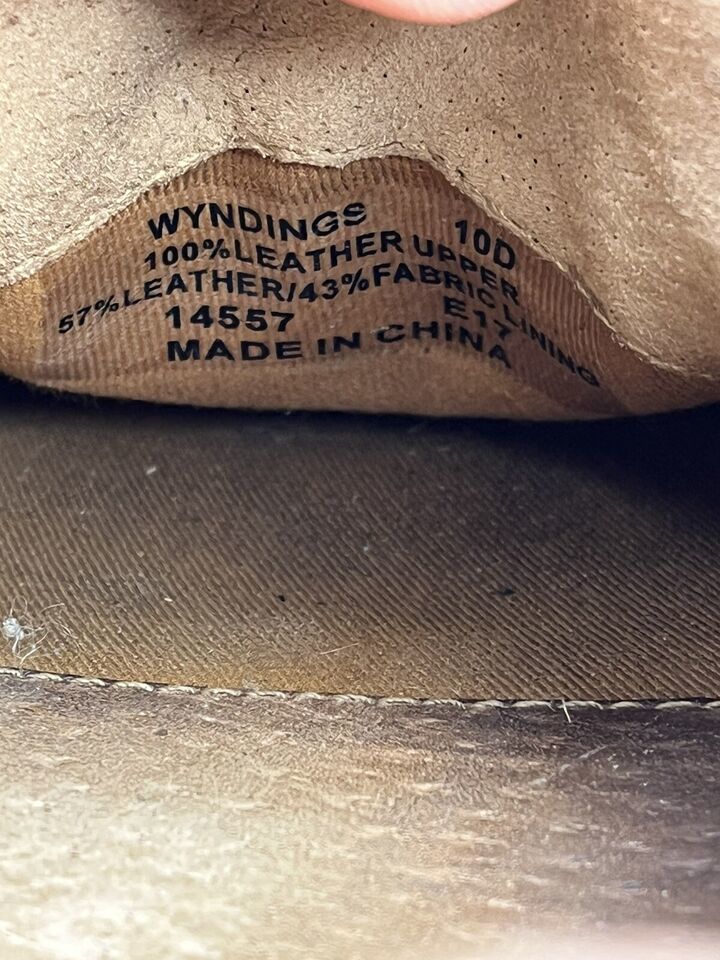 WYNDINGS 10D
100%LEATHER UPPER
57%LEATHER/43%FABRIC LINING
14557 E17
MADE IN CHINA